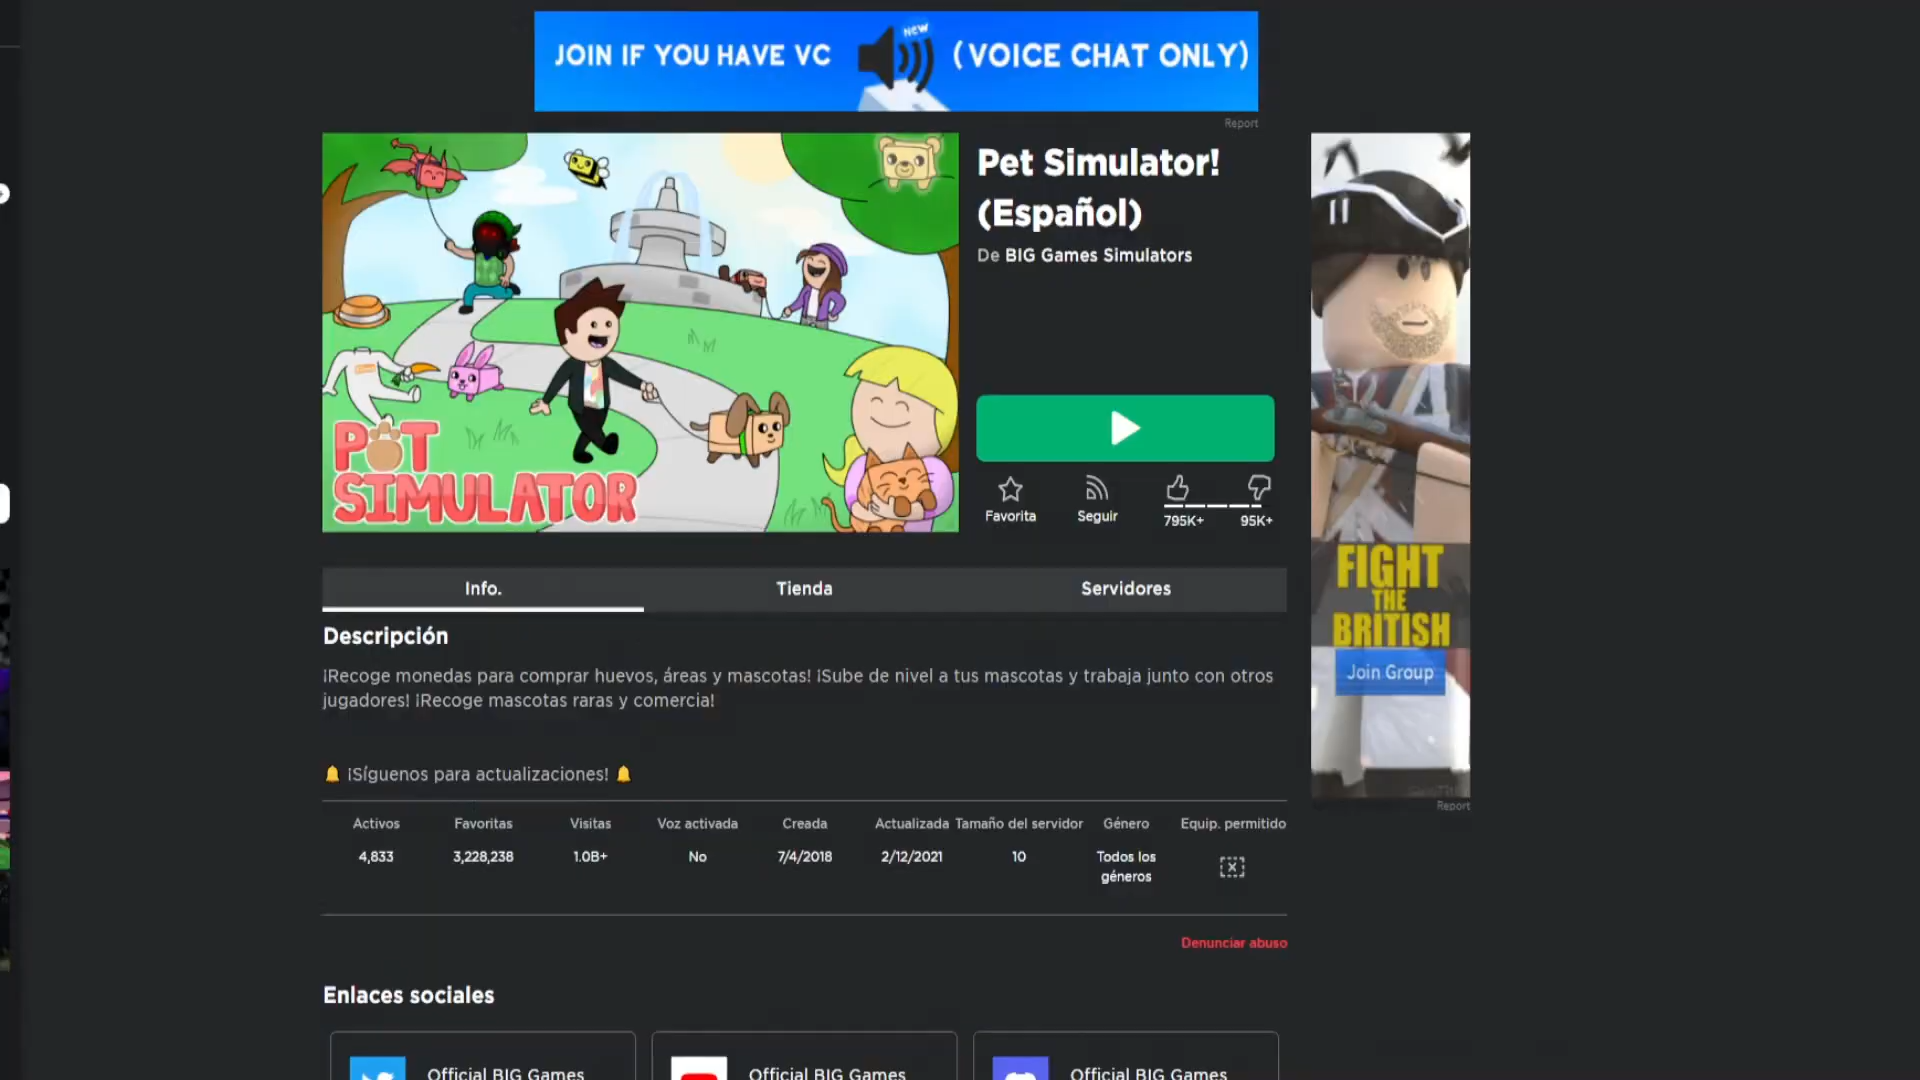 JOIN IF YOU HAVE VC NEW (VOICE CHAT ONLY)
Report
Pet Simulator!
(Español)
De BIG Games Simulators
PET
SIMULATOR
Favorita
Seguir
795K+
95K+
FIGHT
THE
BRITISH
Join Group
Report
Info.
Tienda
Servidores
Descripción
¡Recoge monedas para comprar huevos, áreas y mascotas! ¡Sube de nivel a tus mascotas y trabaja junto con otros
jugadores! ¡Recoge mascotas raras y comercia!
🔔 ¡Síguenos para actualizaciones! 🔔
Activos Favoritas Visitas Voz activada Creada Actualizada Tamaño del servidor Género Equip. permitido
4,833 3,228,238 1.0B+ No 7/4/2018 2/12/2021 10 Todos los
géneros
Denunciar abuso
Enlaces sociales
Official BIG Games
Official BIG Games
Official BIG Games